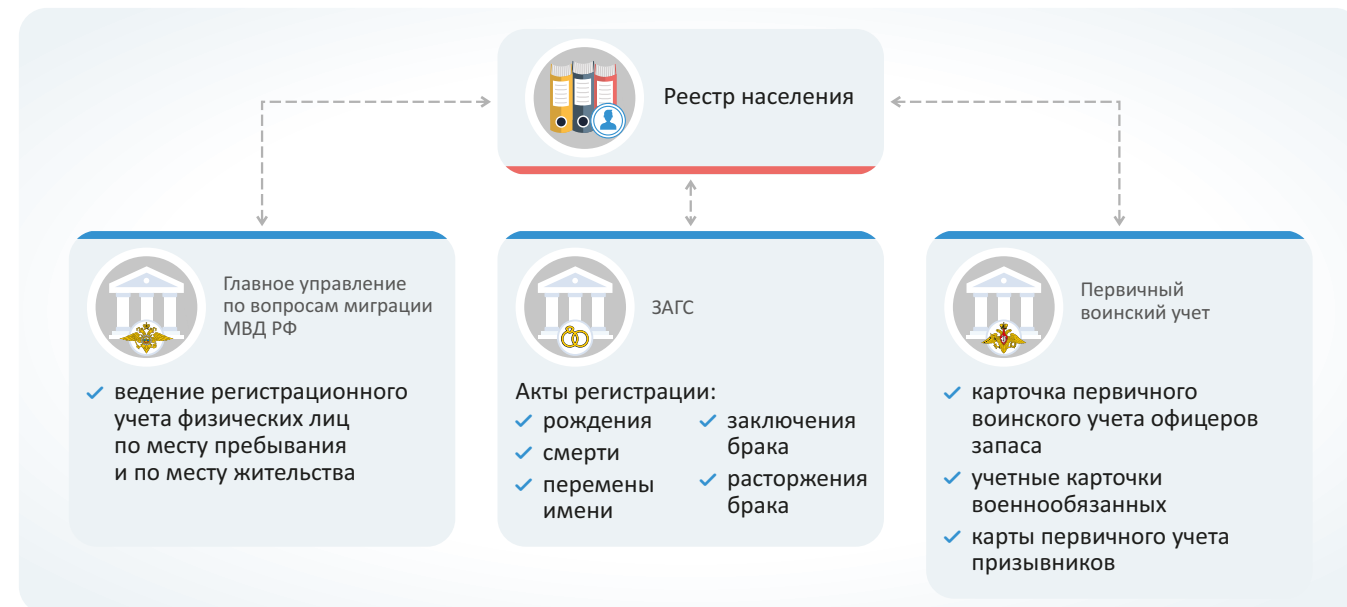 Реестр населения
Главное управление
по вопросам миграции
МВД РФ
ведение регистрационного
учета физических лиц
по месту пребывания
и по месту жительства
ЗАГС
Акты регистрации:
рождения
смерти
перемены
имени
заключения
брака
расторжения
брака
Первичный
воинский учет
карточка первичного
воинского учета офицеров
запаса
учетные карточки
военнообязанных
карты первичного учета
призывников